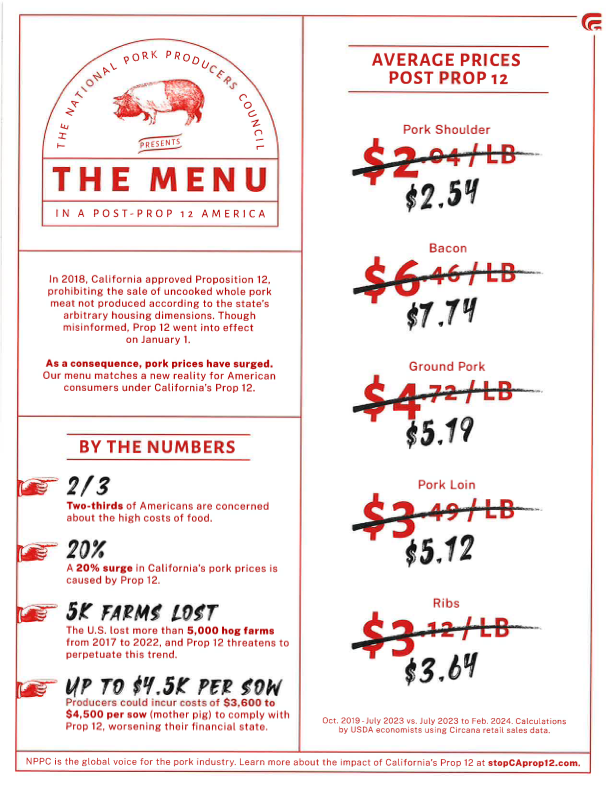 THE NATIONAL PORK PRODUCERS COUNCIL
PRESENTS
THE MENU
IN A POST-PROP 12 AMERICA
In 2018, California approved Proposition 12,
prohibiting the sale of uncooked whole pork
meat not produced according to the state's
arbitrary housing dimensions. Though
misinformed, Prop 12 went into effect
on January 1.
As a consequence, pork prices have surged.
Our menu matches a new reality for American
consumers under California's Prop 12.
BY THE NUMBERS
2/3
Two-thirds of Americans are concerned
about the high costs of food.
20%
A 20% surge in California's pork prices is
caused by Prop 12.
5K FARMS LOST
The U.S. lost more than 5,000 hog farms
from 2017 to 2022, and Prop 12 threatens to
perpetuate this trend.
UP TO $4.5K PER SOW
Producers could incur costs of $3,600 to
$4,500 per sow (mother pig) to comply with
Prop 12, worsening their financial state.
AVERAGE PRICES
POST PROP 12
Pork Shoulder
$2.04/LB
$2.54
Bacon
$6.46/LB
$7.74
Ground Pork
$4.72/LB
$5.19
Pork Loin
$3.49/LB
$5.12
Ribs
$3.12/LB
$3.64
Oct. 2019 - July 2023 vs. July 2023 to Feb. 2024. Calculations
by USDA economists using Circana retail sales data.
NPPC is the global voice for the pork industry. Learn more about the impact of California's Prop 12 at stopCAprop12.com.